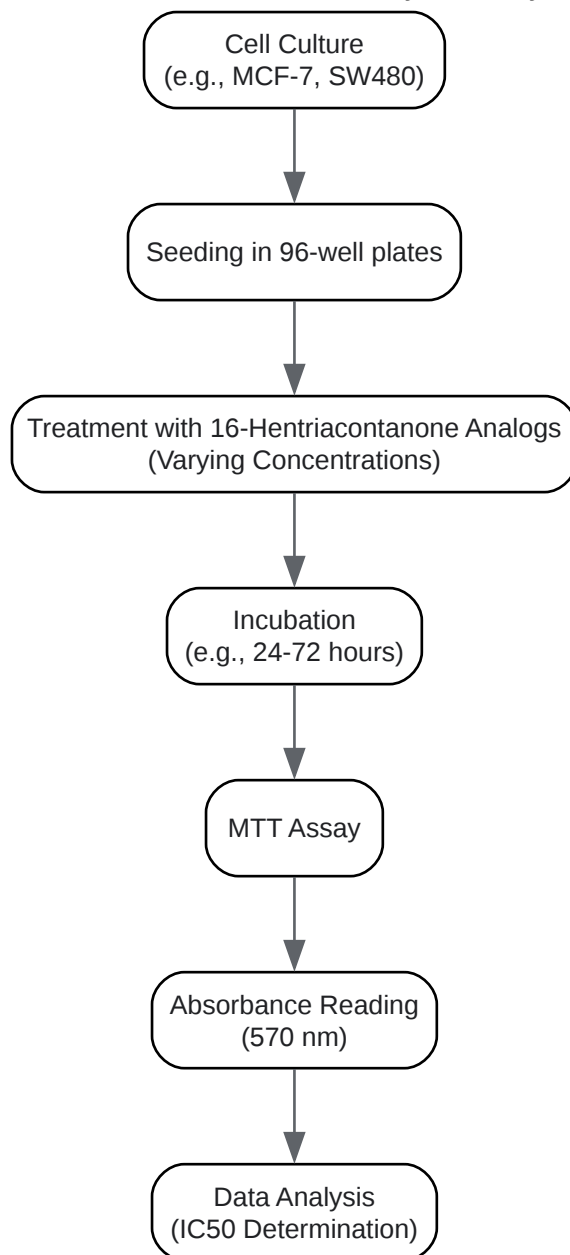 Cell Culture
(e.g., MCF-7, SW480)
Seeding in 96-well plates
Treatment with 16-Hentriacontanone Analogs
(Varying Concentrations)
Incubation
(e.g., 24-72 hours)
MTT Assay
Absorbance Reading
(570 nm)
Data Analysis
(IC50 Determination)